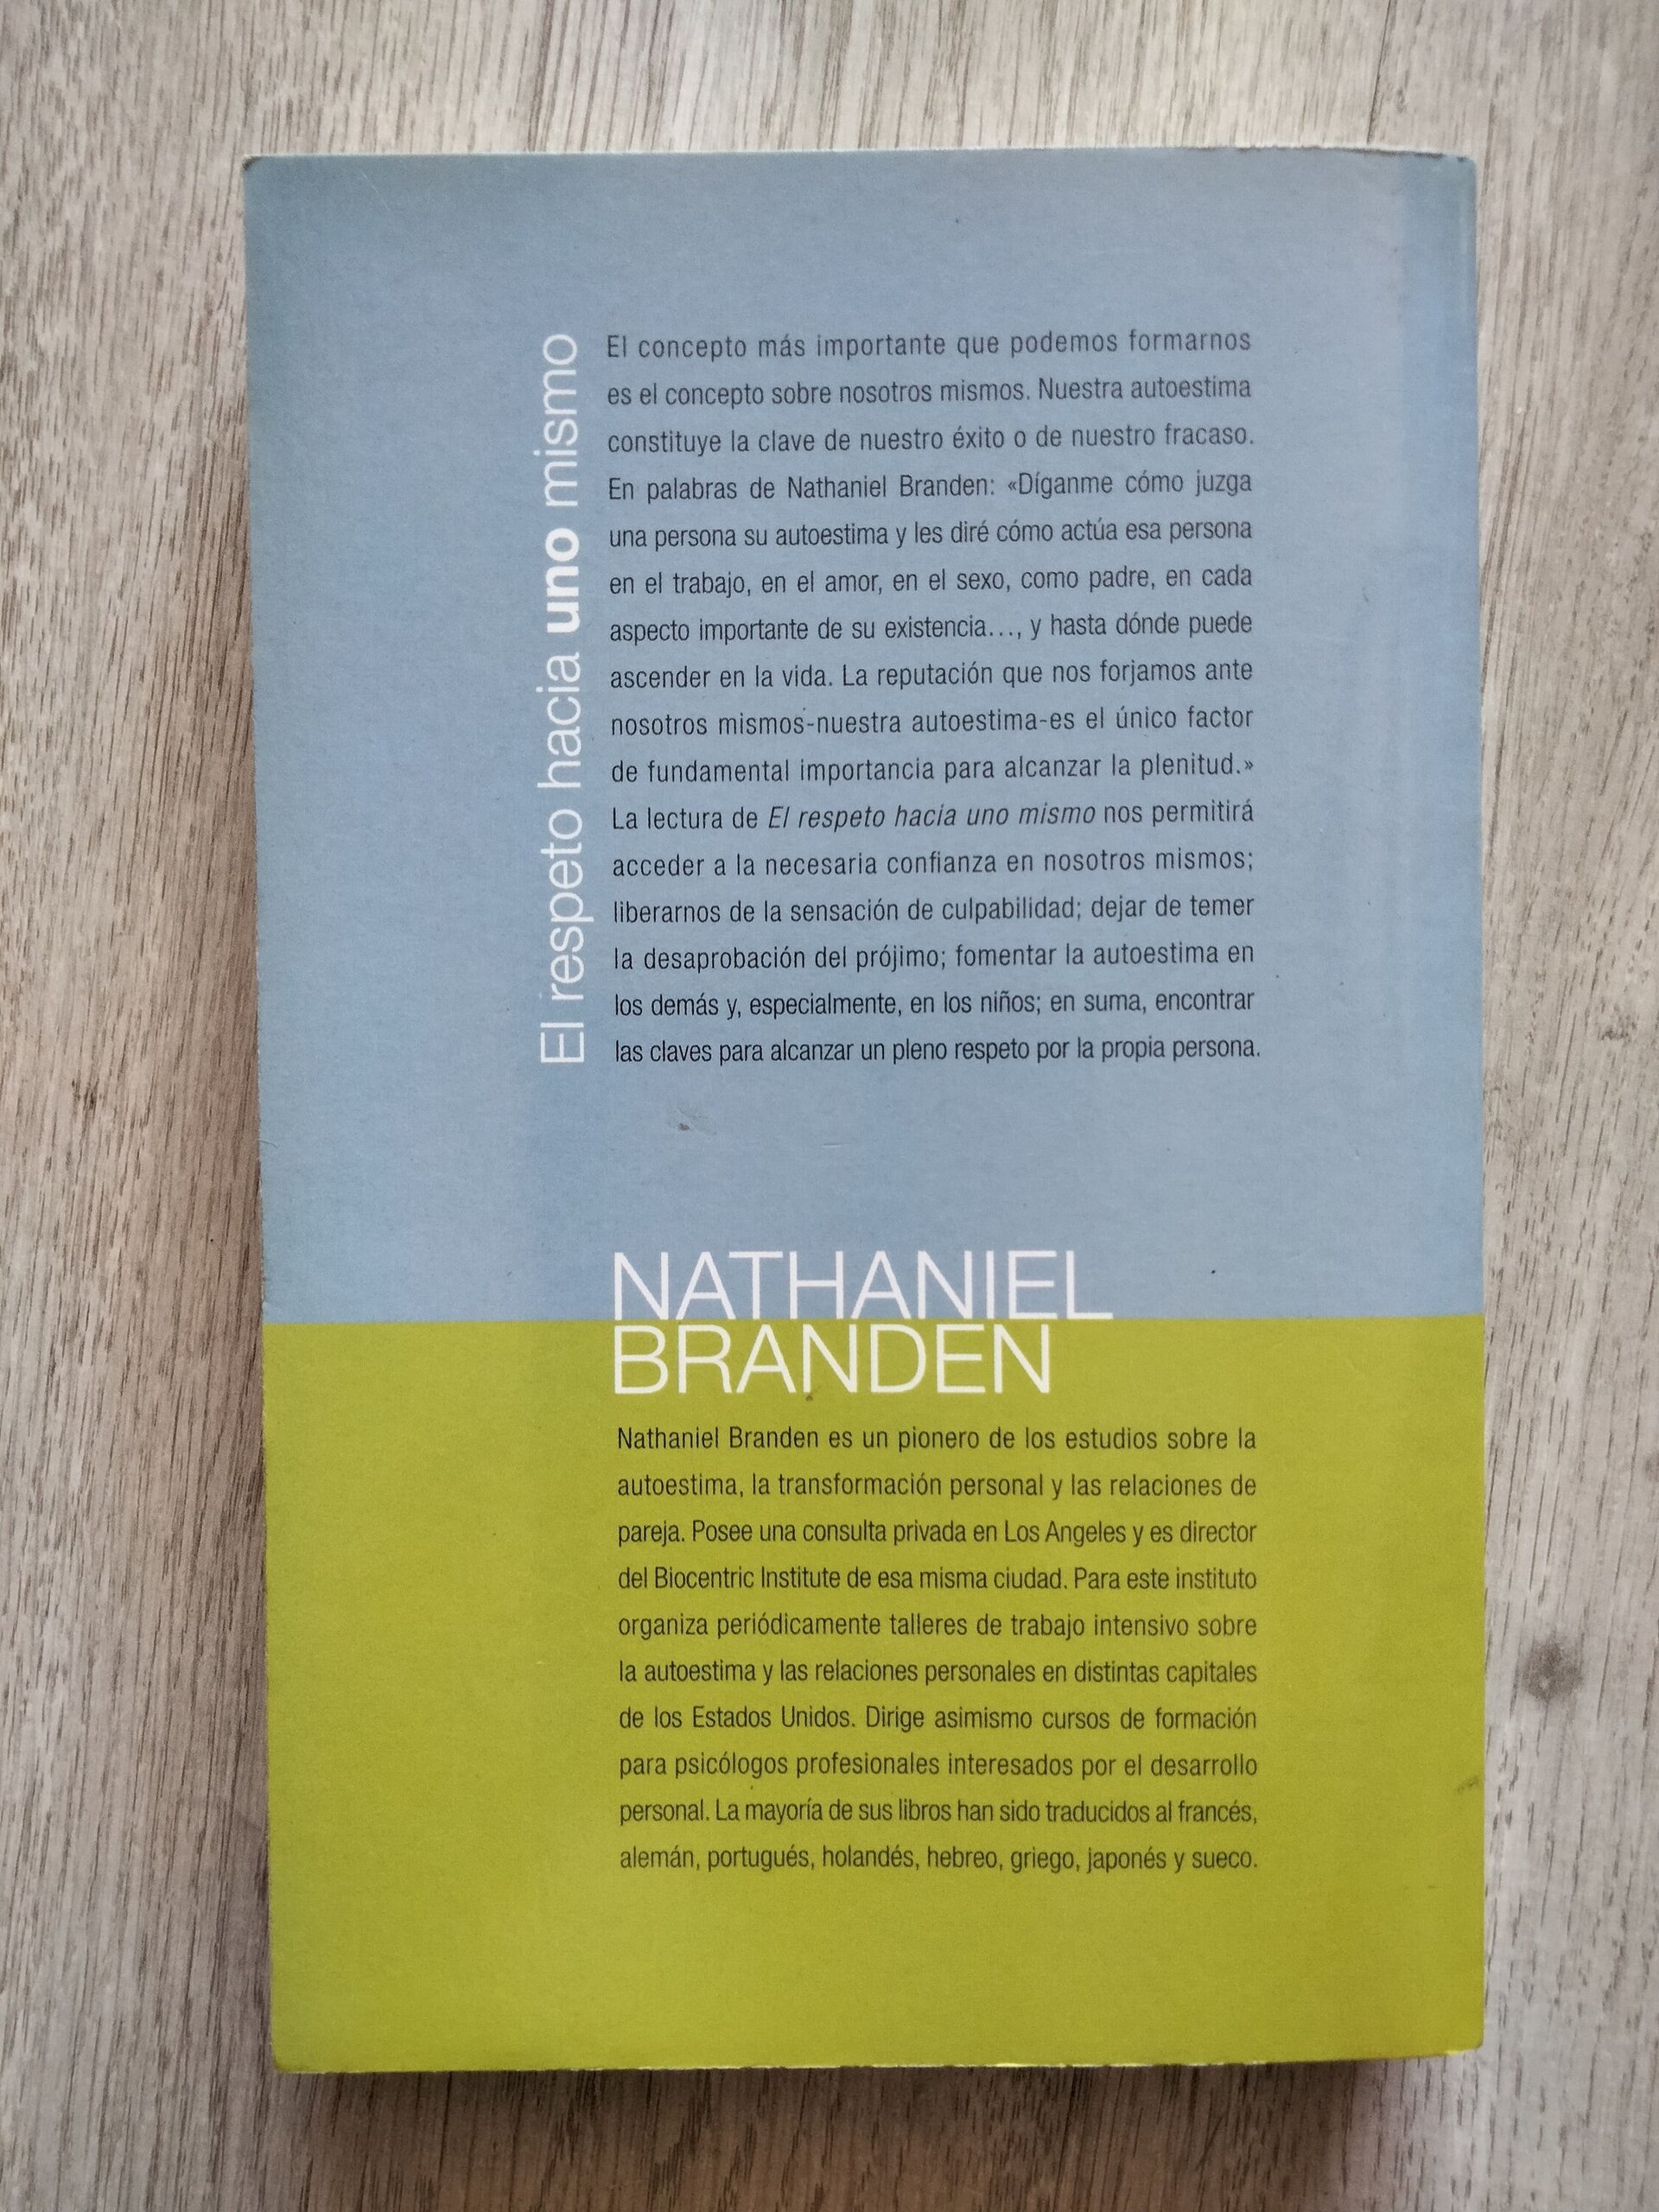 El respeto hacia uno mismo
El concepto más importante que podemos formarnos
es el concepto sobre nosotros mismos. Nuestra autoestima
constituye la clave de nuestro éxito o de nuestro fracaso.
En palabras de Nathaniel Branden: «Díganme cómo juzga
una persona su autoestima y les diré cómo actúa esa persona
en el trabajo, en el amor, en el sexo, como padre, en cada
aspecto importante de su existencia..., y hasta dónde puede
ascender en la vida. La reputación que nos forjamos ante
nosotros mismos-nuestra autoestima-es el único factor
de fundamental importancia para alcanzar la plenitud.»
La lectura de El respeto hacia uno mismo nos permitirá
acceder a la necesaria confianza en nosotros mismos;
liberarnos de la sensación de culpabilidad; dejar de temer
la desaprobación del prójimo; fomentar la autoestima en
los demás y, especialmente, en los niños; en suma, encontrar
las claves para alcanzar un pleno respeto por la propia persona.
NATHANIEL
BRANDEN
Nathaniel Branden es un pionero de los estudios sobre la
autoestima, la transformación personal y las relaciones de
pareja. Posee una consulta privada en Los Angeles y es director
del Biocentric Institute de esa misma ciudad. Para este instituto
organiza periódicamente talleres de trabajo intensivo sobre
la autoestima y las relaciones personales en distintas capitales
de los Estados Unidos. Dirige asimismo cursos de formación
para psicólogos profesionales interesados por el desarrollo
personal. La mayoría de sus libros han sido traducidos al francés,
alemán, portugués, holandés, hebreo, griego, japonés y sueco.